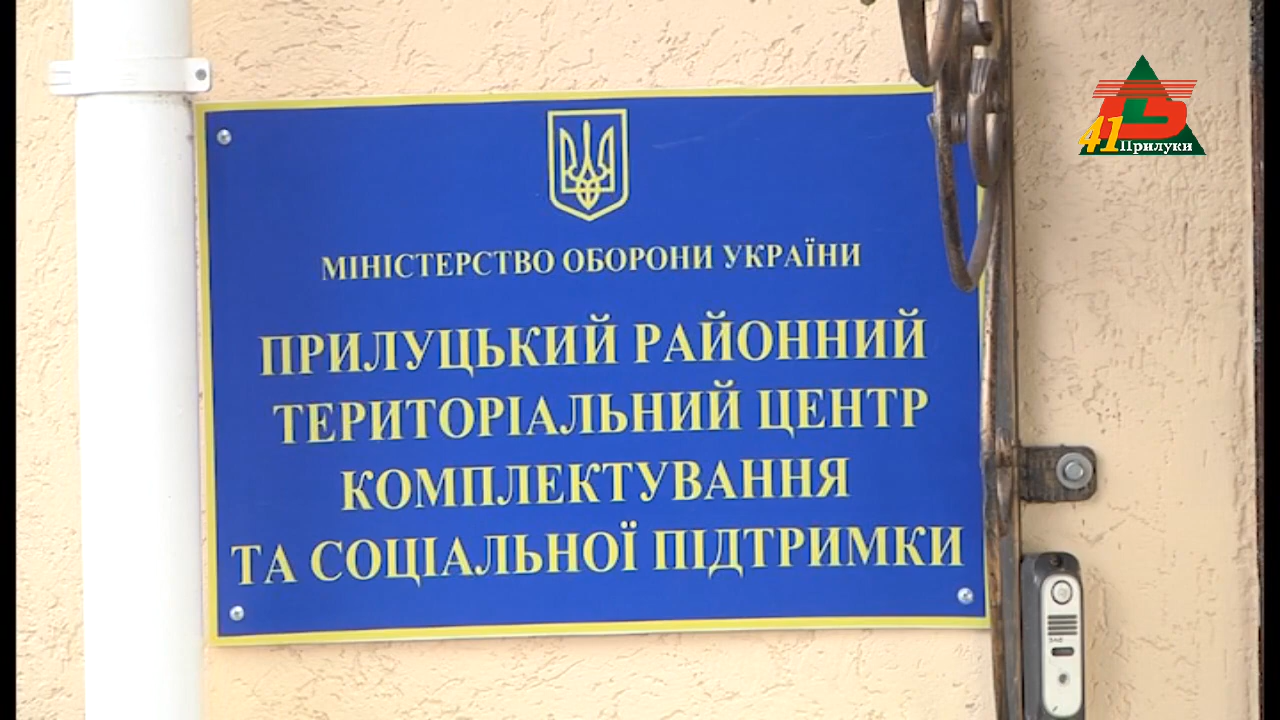 МІНІСТЕРСТВО ОБОРОНИ УКРАЇНИ
ПРИЛУЦЬКИЙ РАЙОННИЙ
ТЕРИТОРІАЛЬНИЙ ЦЕНТР
КОМПЛЕКТУВАННЯ
ТА СОЦІАЛЬНОЇ ПІДТРИМКИ
41
Прилуки